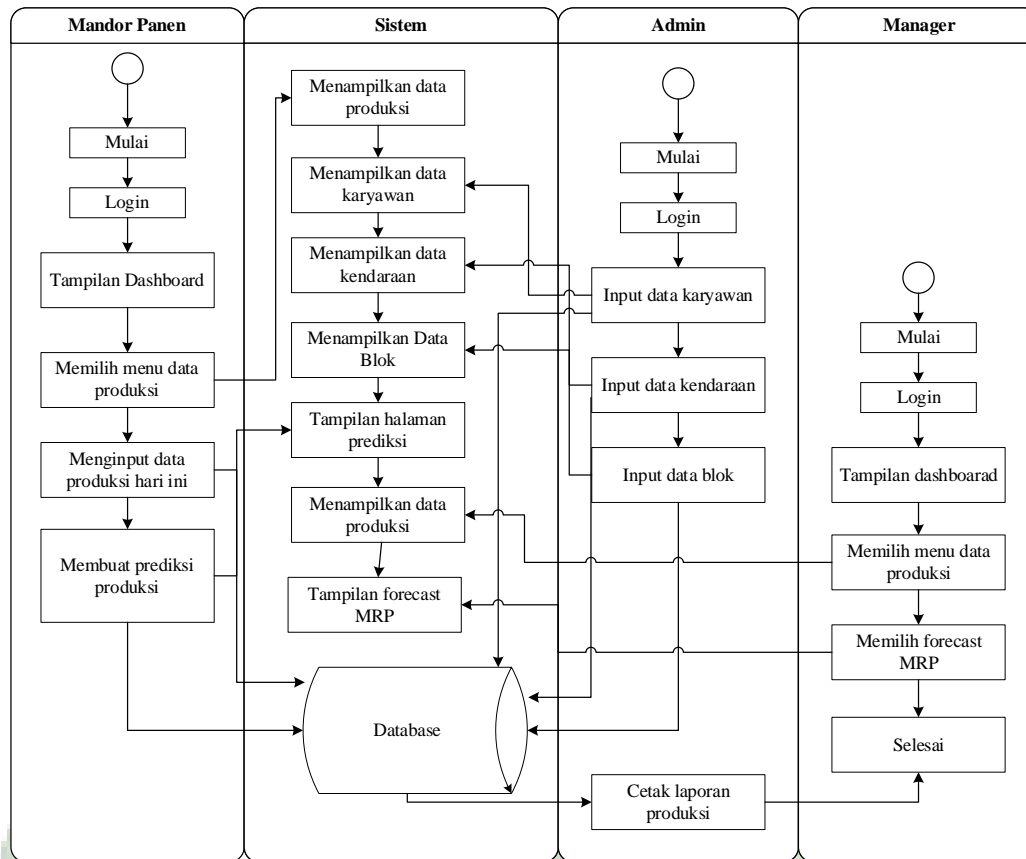 Mandor Panen
Sistem
Admin
Manager
Mulai
Login
Tampilan Dashboard
Memilih menu data
produksi
Menginput data
produksi hari ini
Membuat prediksi
produksi
Menampilkan data
produksi
Menampilkan data
karyawan
Menampilkan data
kendaraan
Menampilkan Data
Blok
Tampilan halaman
prediksi
Menampilkan data
produksi
Tampilan forecast
MRP
Database
Mulai
Login
Input data karyawan
Input data kendaraan
Input data blok
Cetak laporan
produksi
Mulai
Login
Tampilan dashboarad
Memilih menu data
produksi
Memilih forecast
MRP
Selesai